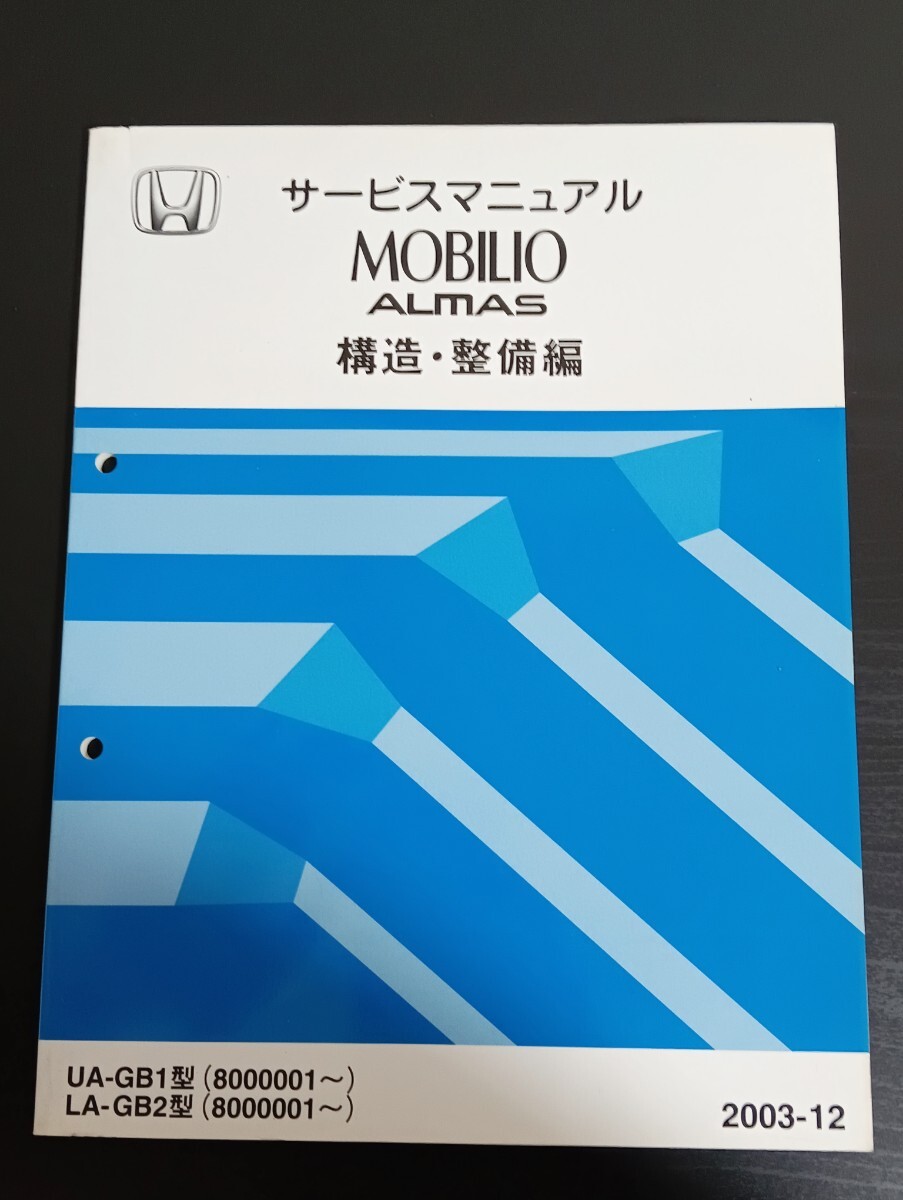 サービスマニュアル
MOBILIO
ALMAS
構造・整備編
UA-GB1型(8000001～)
LA-GB2型(8000001～)
2003-12